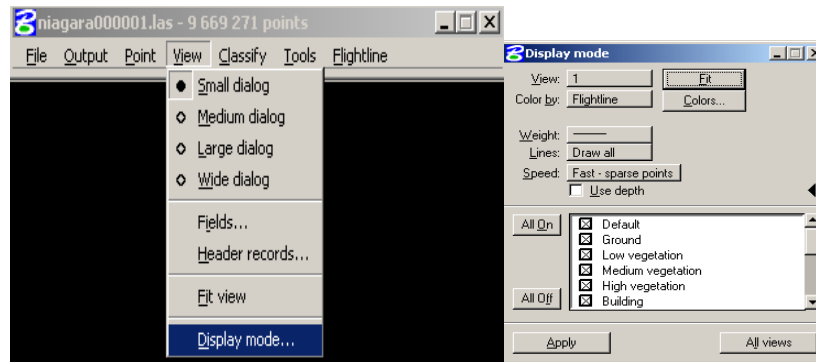 niagara000001.las - 9 669 271 points
File Output Point View Classify Tools Flightline
Small dialog
Medium dialog
Large dialog
Wide dialog
Fields...
Header records...
Fit view
Display mode...
Display mode
View: 1 Fit
Color by: Flightline Colors...
Weight:
Lines: Draw all
Speed: Fast - sparse points
Use depth
All On
Default
Ground
Low vegetation
Medium vegetation
High vegetation
All Off
Building
Apply All views